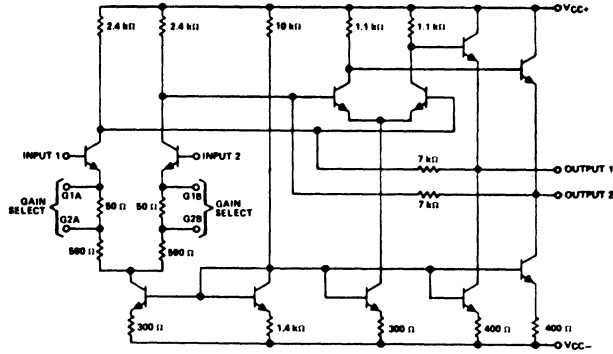 VCC+
2.4 kΩ
2.4 kΩ
10 kΩ
1.1 kΩ
1.1 kΩ
INPUT 1
INPUT 2
7 kΩ
OUTPUT 1
OUTPUT 2
7 kΩ
GAIN SELECT
G1A
50 Ω
G2A
590 Ω
50 Ω
G1B
G2B
GAIN SELECT
590 Ω
300 Ω
1.4 kΩ
300 Ω
400 Ω
400 Ω
VCC−